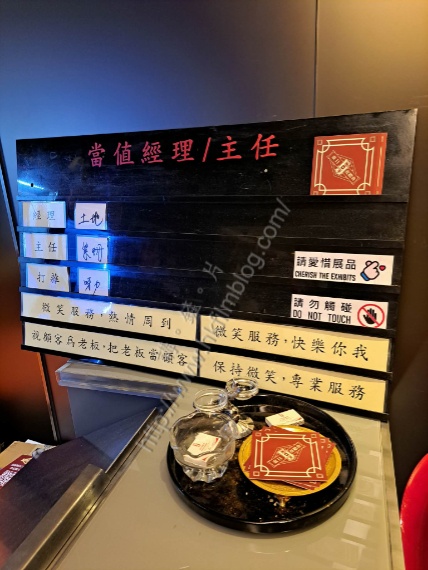 當值經理/主任
經理 土地
主任
打雜
請愛惜展品
CHERISH THE EXHIBITS
請勿觸碰
DO NOT TOUCH
微笑服務,熱情周到
微笑服務,快樂你我
視顧客為老板,把老板當顧客
保持微笑,專業服務